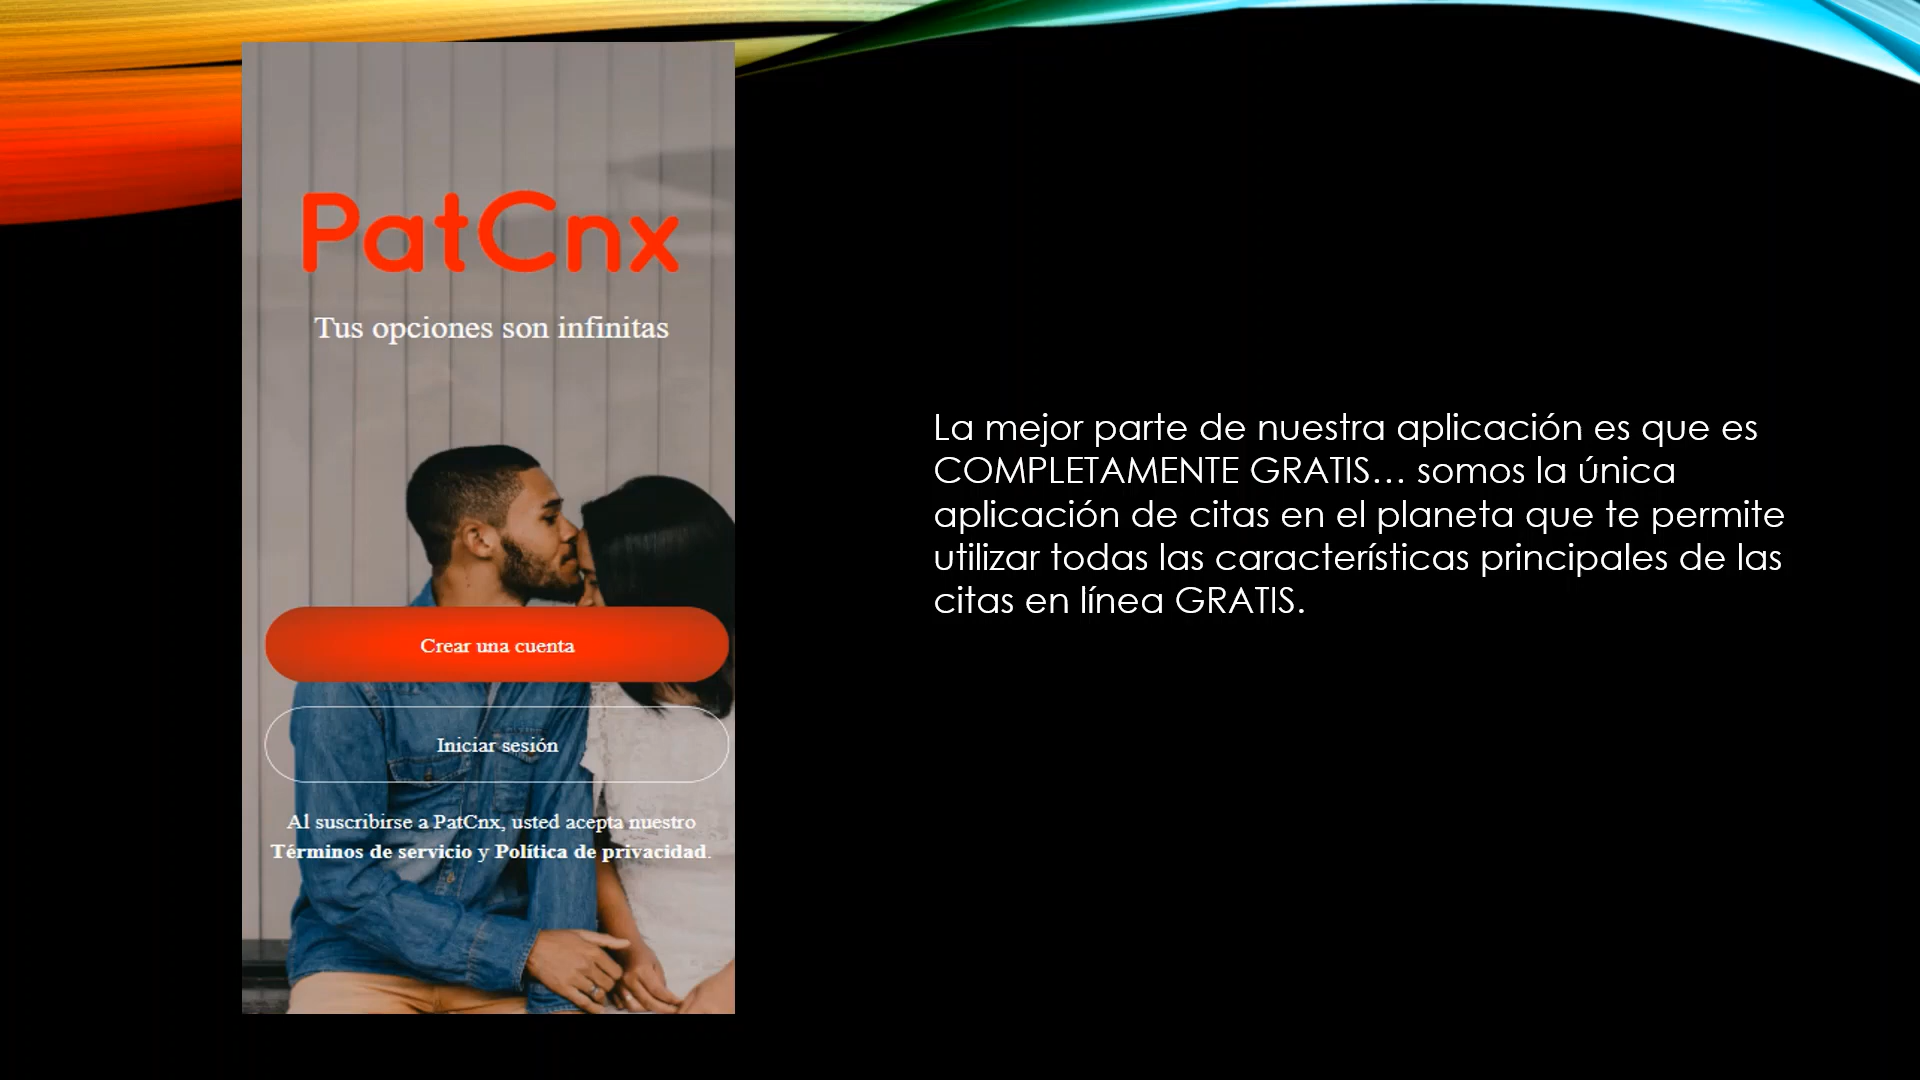 PatCnx
Tus opciones son infinitas
Crear una cuenta
Iniciar sesión
Al suscribirse a PatCnx, usted acepta nuestro
Términos de servicio y Política de privacidad.
La mejor parte de nuestra aplicación es que es
COMPLETAMENTE GRATIS… somos la única
aplicación de citas en el planeta que te permite
utilizar todas las características principales de las
citas en línea GRATIS.